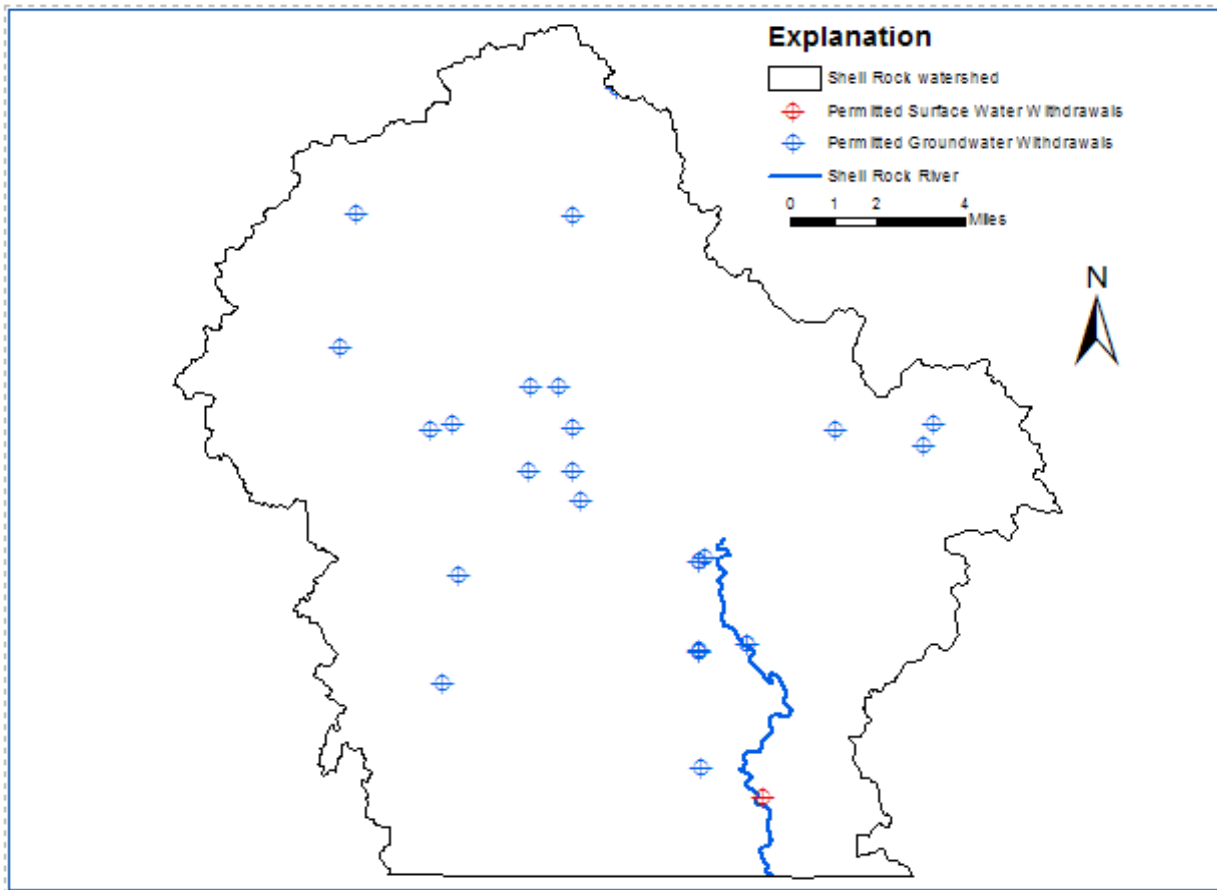 Explanation
Shell Rock watershed
Permitted Surface Water Withdrawals
Permitted Groundwater Withdrawals
Shell Rock River
0 1 2 4
Miles
N